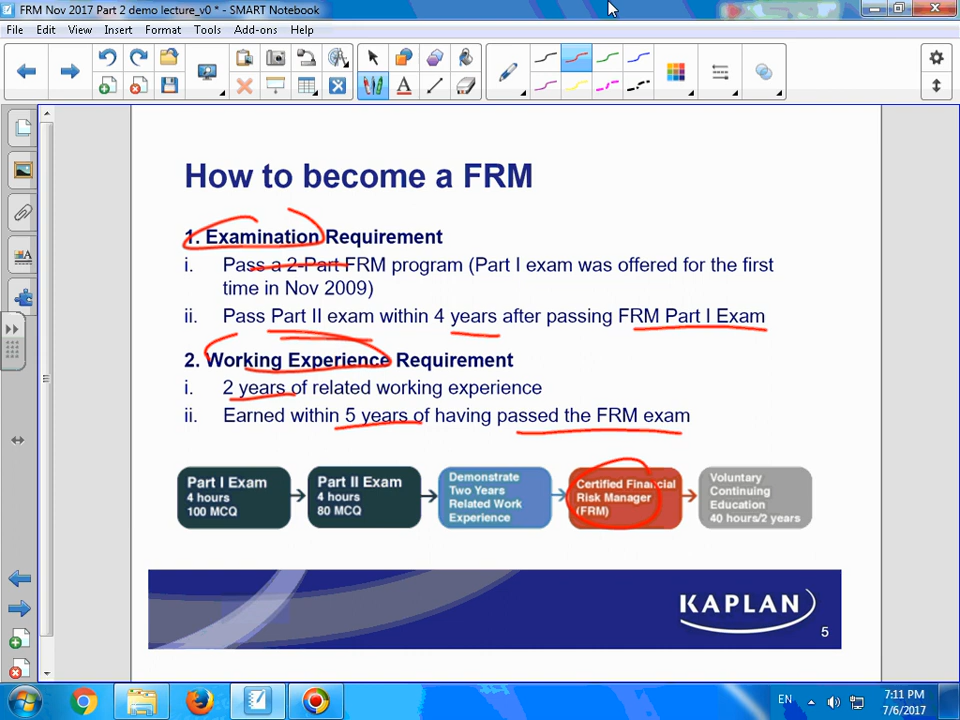 FRM Nov 2017 Part 2 demo lecture_v0 * - SMART Notebook
File Edit View Insert Format Tools Add-ons Help
How to become a FRM
1. Examination Requirement
i. Pass a 2-Part FRM program (Part I exam was offered for the first
time in Nov 2009)
ii. Pass Part II exam within 4 years after passing FRM Part I Exam
2. Working Experience Requirement
i. 2 years of related working experience
ii. Earned within 5 years of having passed the FRM exam
Part I Exam
4 hours
100 MCQ
Part II Exam
4 hours
80 MCQ
Demonstrate
Two Years
Related Work
Experience
Certified Financial
Risk Manager
(FRM)
Voluntary
Continuing
Education
40 hours/2 years
KAPLAN
5
EN
7:11 PM
7/6/2017